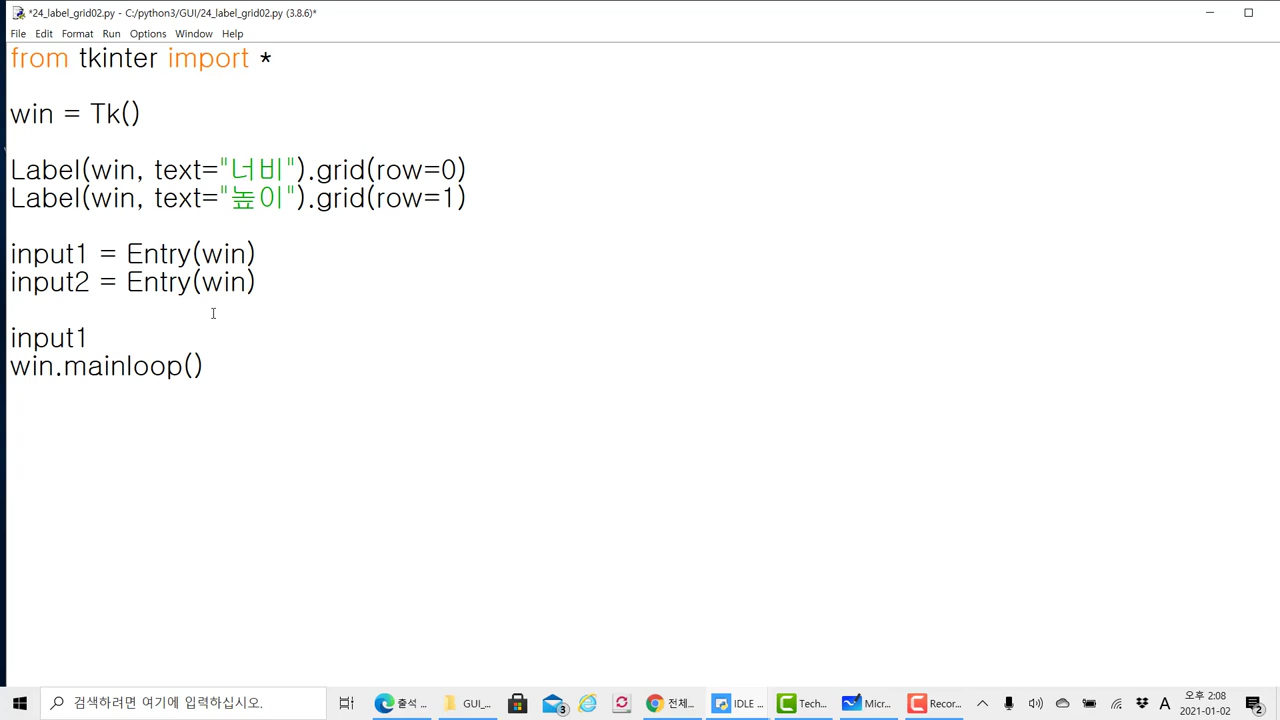 *24_label_grid02.py - C:/python3/GUI/24_label_grid02.py (3.8.6)*
File Edit Format Run Options Window Help
from tkinter import *
win = Tk()
Label(win, text="너비").grid(row=0)
Label(win, text="높이").grid(row=1)
input1 = Entry(win)
input2 = Entry(win)
input1
win.mainloop()
검색하려면 여기에 입력하십시오.
출석 ...
GUI_...
3
전체...
IDLE ...
Tech...
Micr...
Recor...
A
오후 2:08
2021-01-02
2